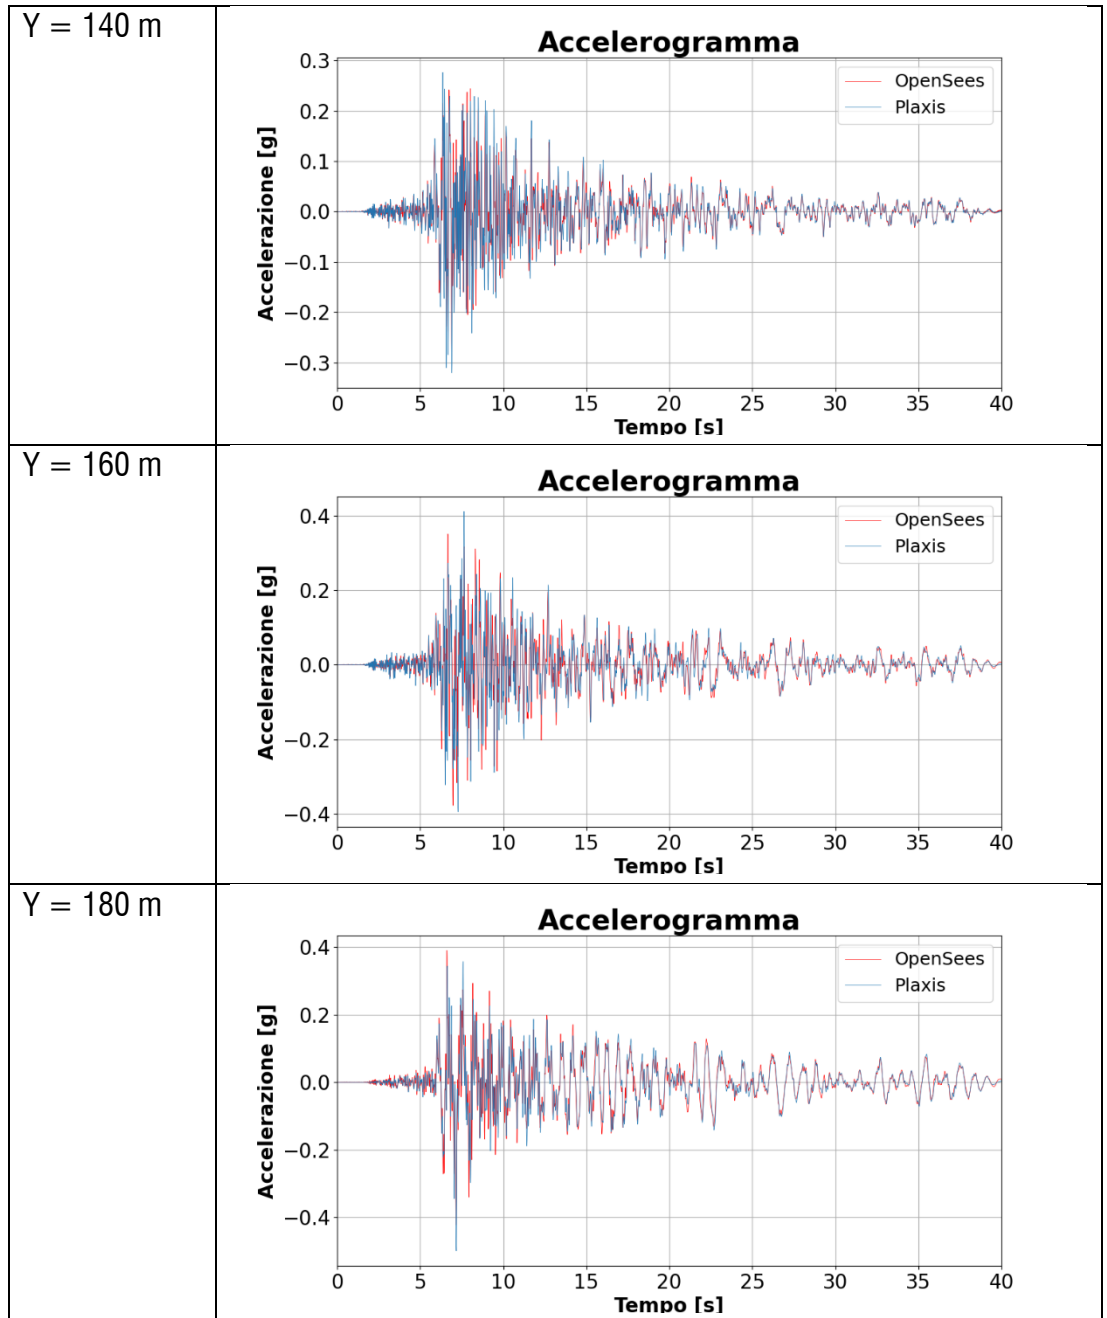 Y = 140 m
Accelerogramma
0.3
0.2
0.1
0.0
−0.1
−0.2
−0.3
Accelerazione [g]
OpenSees
Plaxis
0 5 10 15 20 25 30 35 40
Tempo [s]
Y = 160 m
Accelerogramma
0.4
0.2
0.0
−0.2
−0.4
Accelerazione [g]
OpenSees
Plaxis
0 5 10 15 20 25 30 35 40
Tempo [s]
Y = 180 m
Accelerogramma
0.4
0.2
0.0
−0.2
−0.4
Accelerazione [g]
OpenSees
Plaxis
0 5 10 15 20 25 30 35 40
Tempo [s]